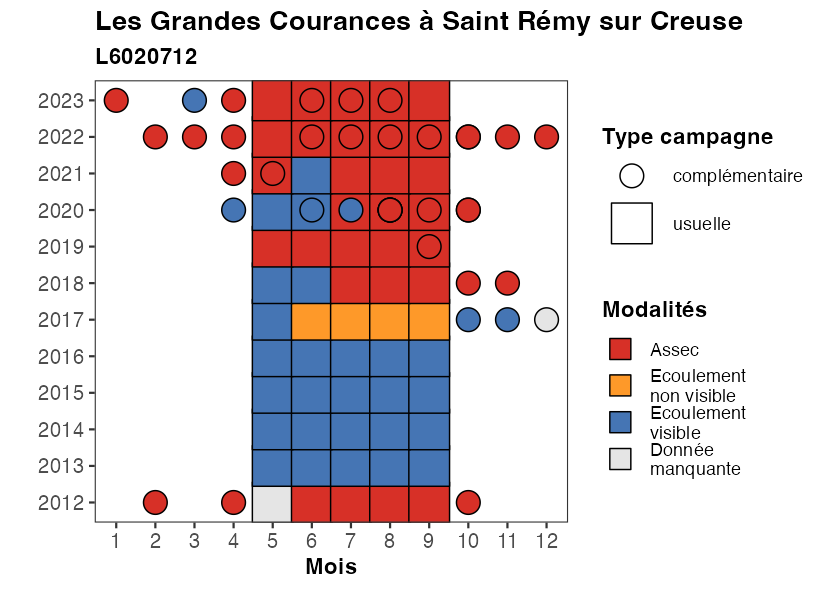 Les Grandes Courances à Saint Rémy sur Creuse
L6020712
2023
2022
2021
2020
2019
2018
2017
2016
2015
2014
2013
2012
1 2 3 4 5 6 7 8 9 10 11 12
Mois
Type campagne
complémentaire
usuelle
Modalités
Assec
Ecoulement
non visible
Ecoulement
visible
Donnée
manquante